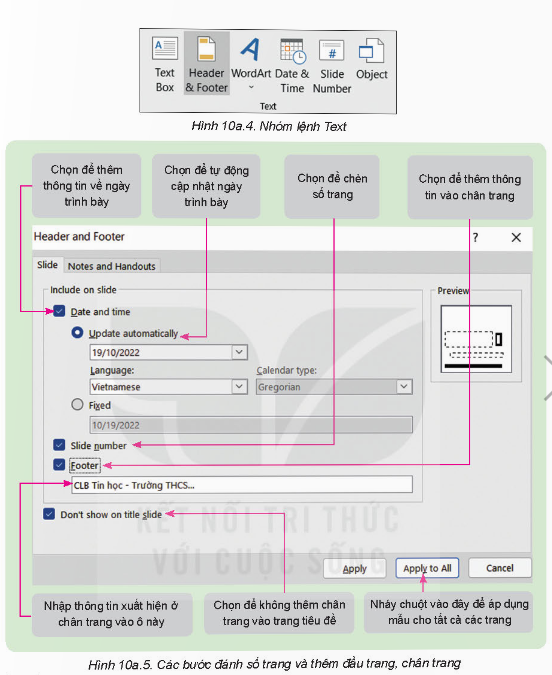 Text
Box
Header
& Footer
WordArt
Date &
Time
Slide
Number
Object
Text
Hình 10a.4. Nhóm lệnh Text
Chọn để thêm
thông tin về ngày
trình bày
Chọn để tự động
cập nhật ngày
trình bày
Chọn để chèn
số trang
Chọn để thêm thông
tin vào chân trang
Header and Footer
? X
Slide
Notes and Handouts
Include on slide
Preview
Date and time
Update automatically
19/10/2022
Language:
Calendar type:
Vietnamese
Gregorian
Fixed
10/19/2022
Slide number
Footer
CLB Tin học - Trường THCS...
Don't show on title slide
KẾT NỐI TRI THỨC
VỚI CUỘC SỐNG
Apply
Apply to All
Cancel
Nhập thông tin xuất hiện ở
chân trang vào ô này
Chọn để không thêm chân
trang vào trang tiêu đề
Nháy chuột vào đây để áp dụng
mẫu cho tất cả các trang
Hình 10a.5. Các bước đánh số trang và thêm đầu trang, chân trang